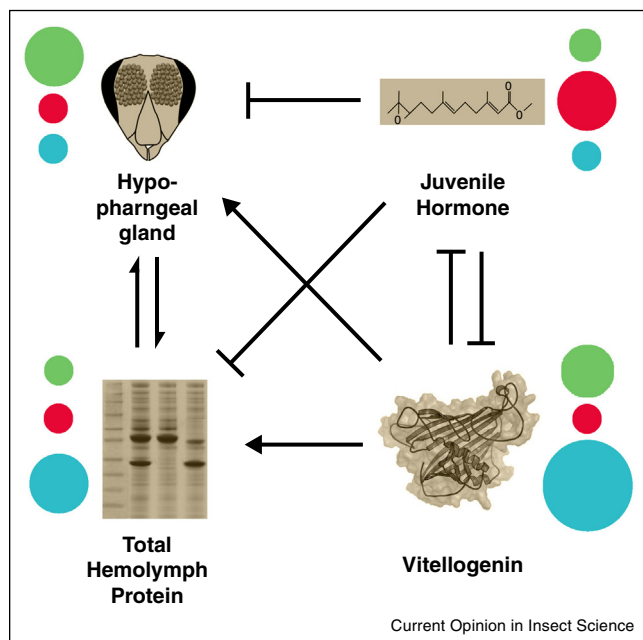 Hypo-
pharngeal
gland
O
O
O
Juvenile
Hormone
Total
Hemolymph
Protein
Vitellogenin
Current Opinion in Insect Science